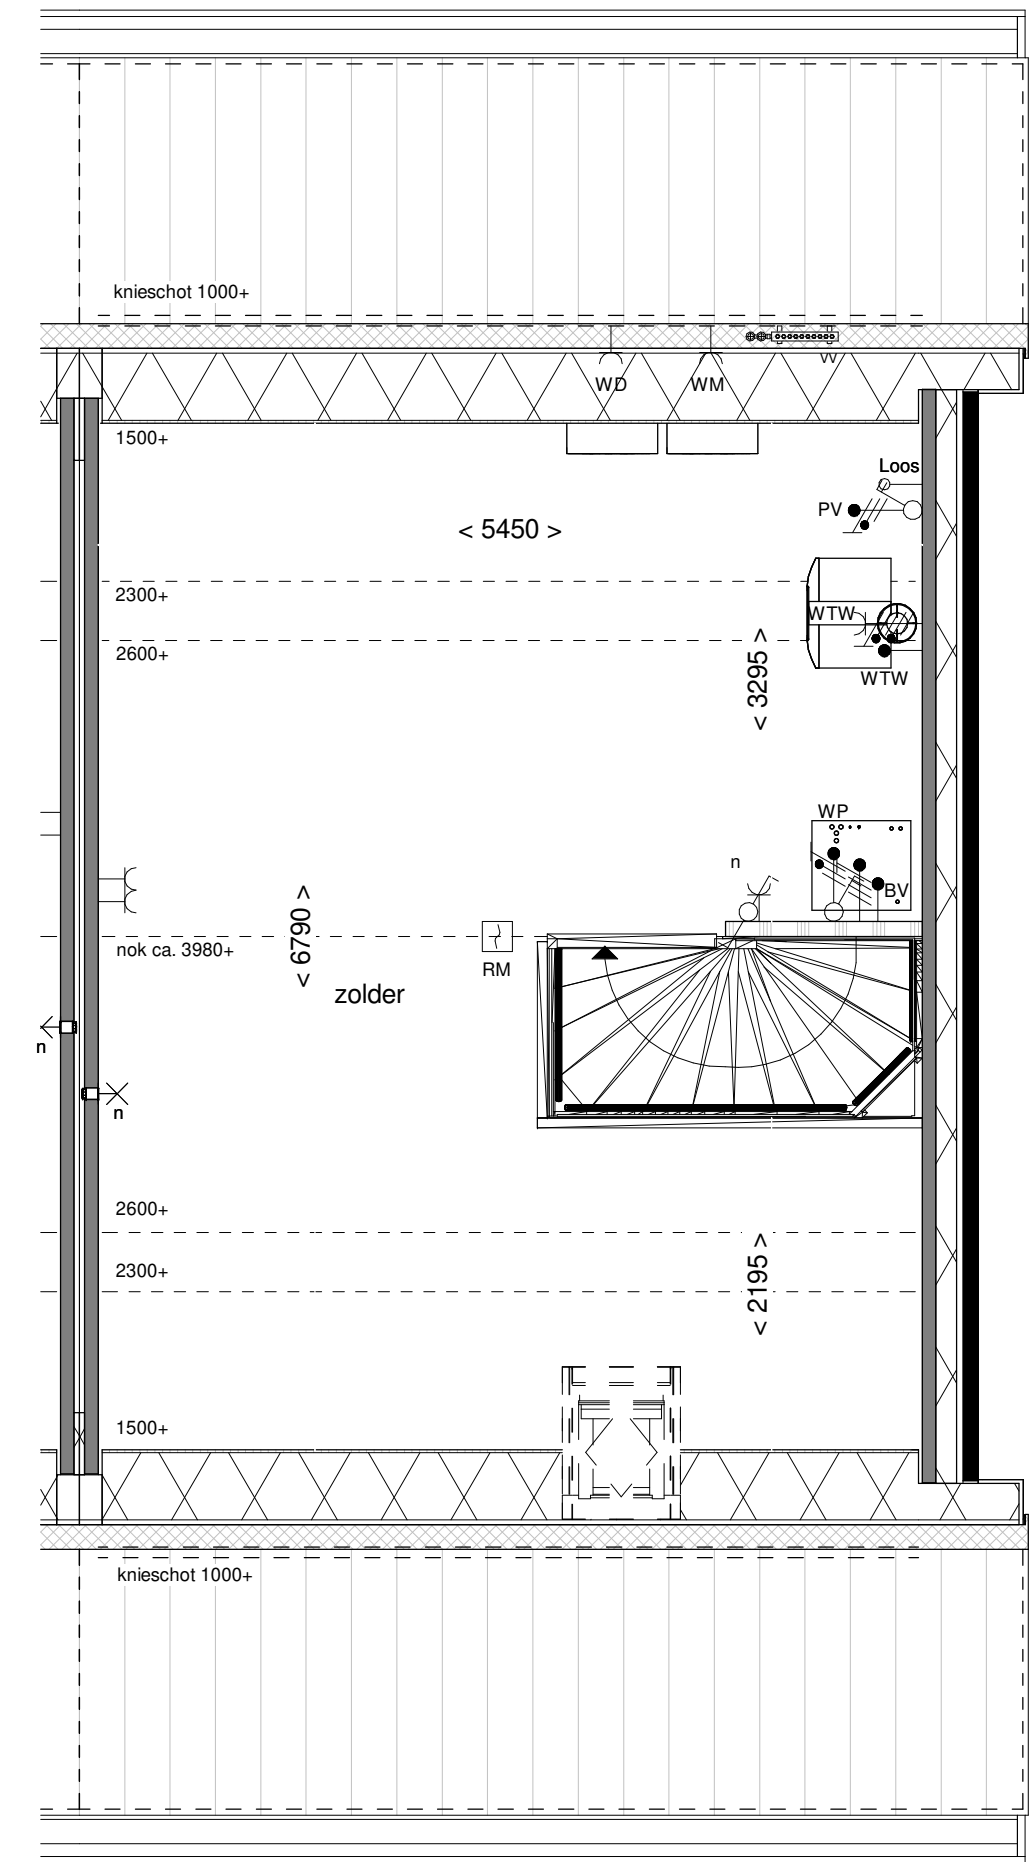 knieschot 1000+
VV
WD
WM
1500+
Loos
PV
< 5450 >
2300+
WTW
2600+
< 3295 >
WTW
WP
n
BV
< 6790 >
nok ca. 3980+
RM
zolder
n
n
2600+
< 2195 >
2300+
1500+
knieschot 1000+